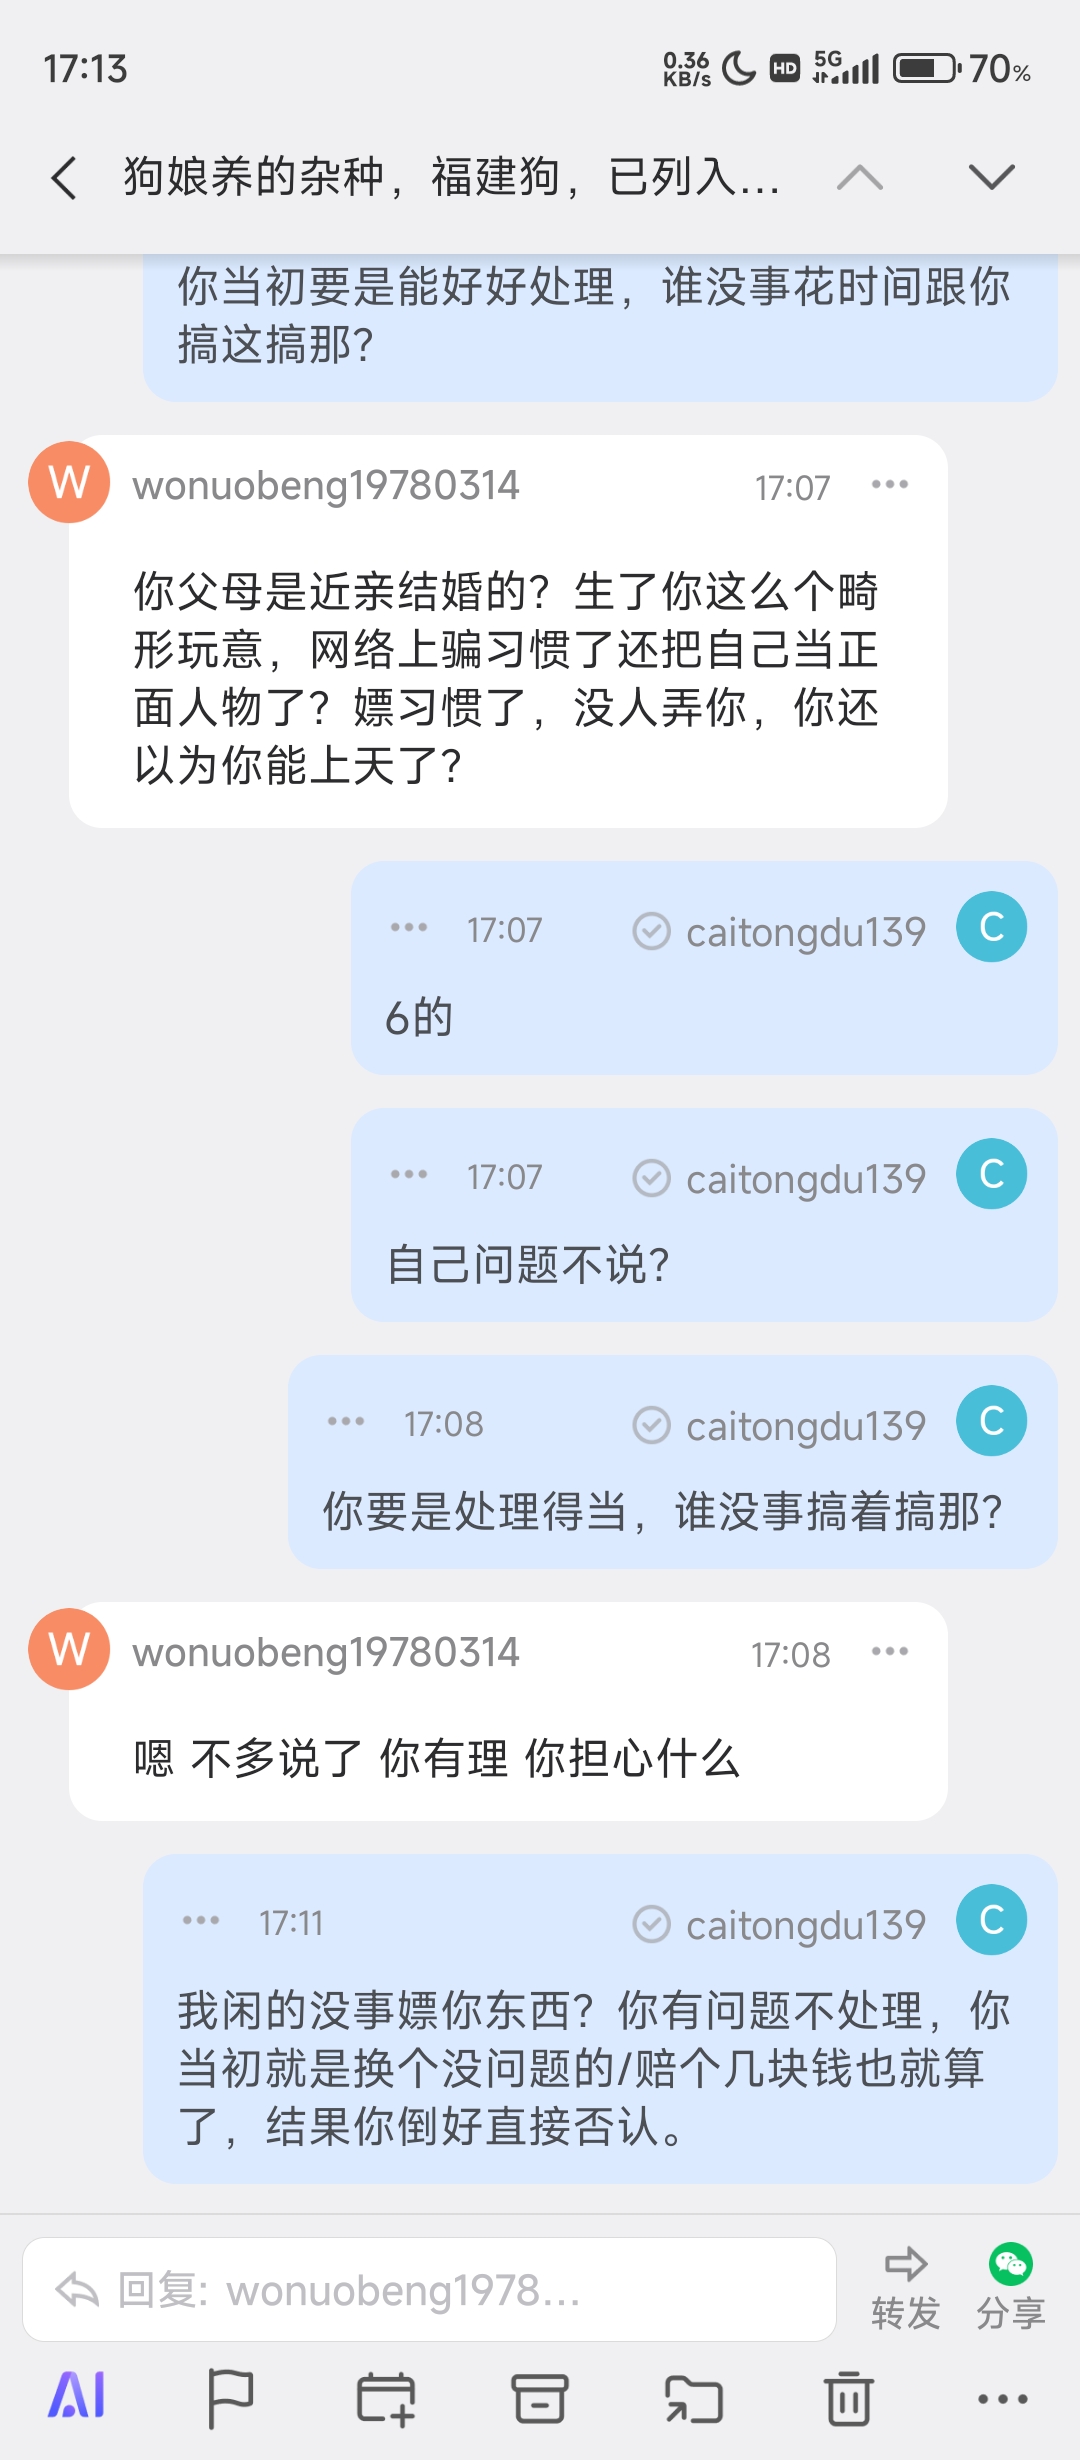 17:13
0.36
KB/s
HD
5G
70%
狗娘养的杂种，福建狗，已列入...
你当初要是能好好处理，谁没事花时间跟你
搞这搞那？
W
wonuobeng19780314
17:07
你父母是近亲结婚的？生了你这么个畸
形玩意，网络上骗习惯了还把自己当正
面人物了？嫖习惯了，没人弄你，你还
以为你能上天了？
17:07
caitongdu139
C
6的
17:07
caitongdu139
C
自己问题不说？
17:08
caitongdu139
C
你要是处理得当，谁没事搞着搞那？
W
wonuobeng19780314
17:08
嗯 不多说了 你有理 你担心什么
17:11
caitongdu139
C
我闲的没事嫖你东西？你有问题不处理，你
当初就是换个没问题的/赔个几块钱也就算
了，结果你倒好直接否认。
回复: wonuobeng1978...
转发
分享
AI